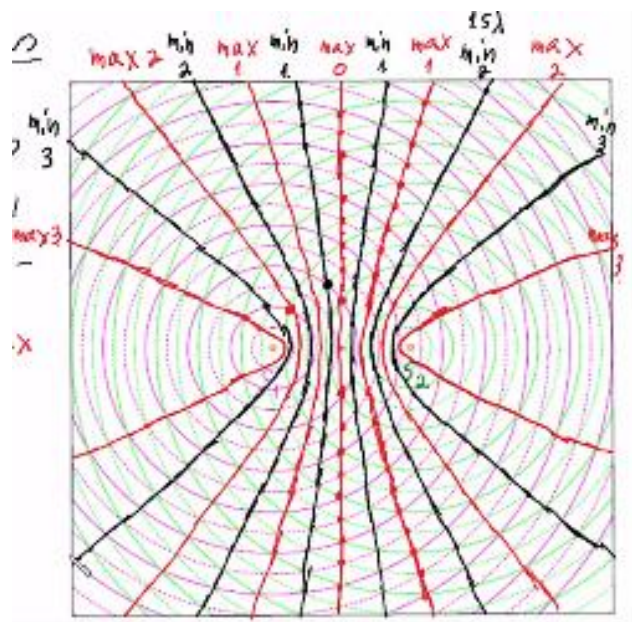 15λ
max 2 min 2 max 1 min 1 max 0 min 1 max 1 min 2 max 2
min 3 min 3
max 3 max 3
x
S2